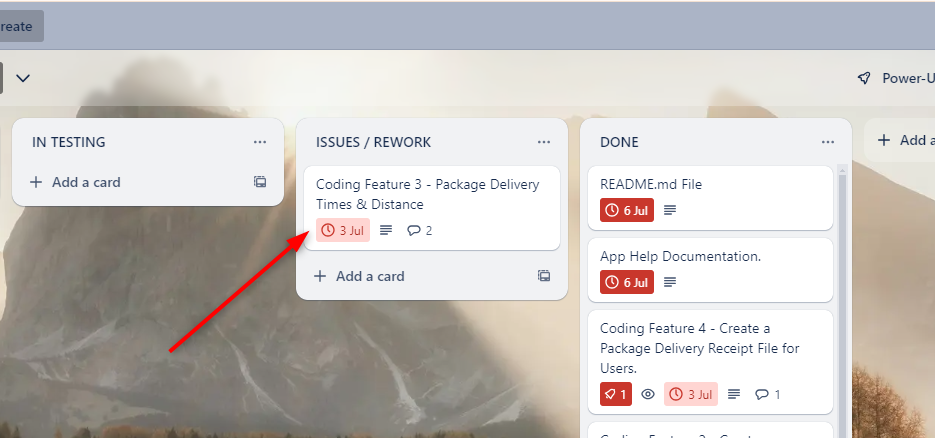 reate
Power-U
IN TESTING
Add a card
ISSUES / REWORK
Coding Feature 3 - Package Delivery
Times & Distance
3 Jul
2
Add a card
DONE
README.md File
6 Jul
App Help Documentation.
6 Jul
Coding Feature 4 - Create a
Package Delivery Receipt File for
Users.
1
3 Jul
1
Add a